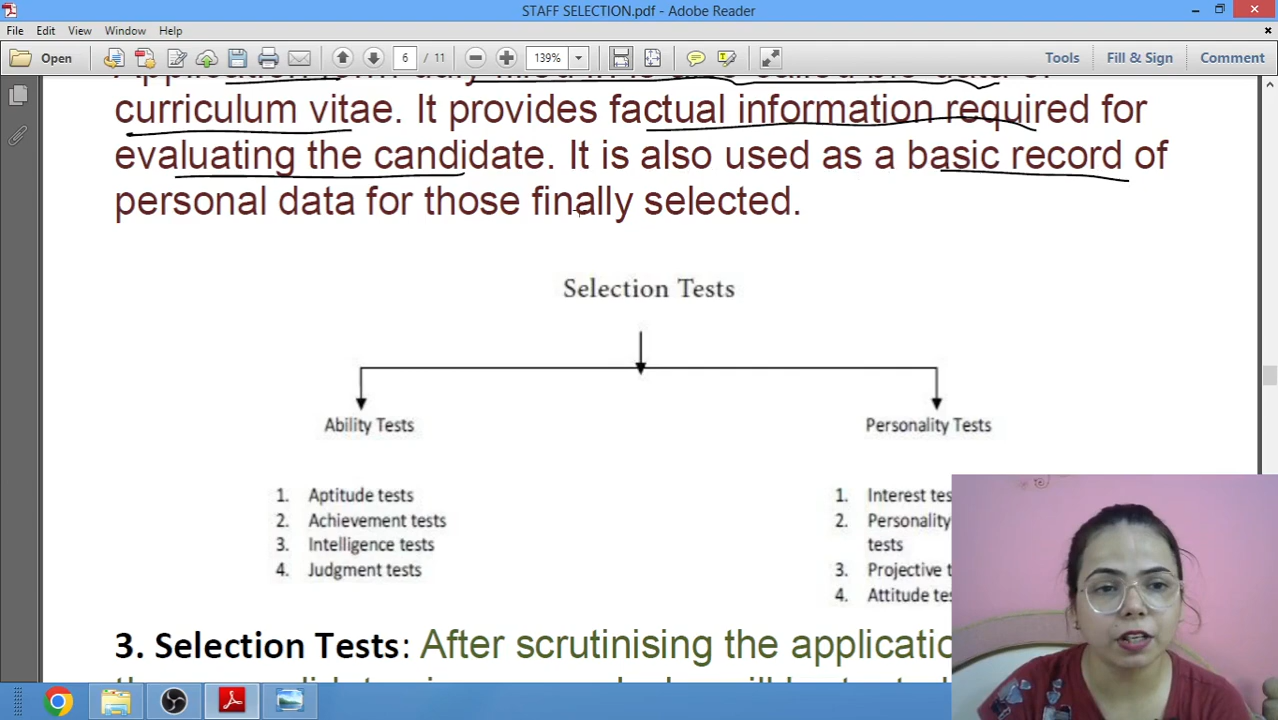 STAFF SELECTION.pdf - Adobe Reader
File Edit View Window Help
Open 6 / 11 139% Tools Fill & Sign Comment
curriculum vitae. It provides factual information required for
evaluating the candidate. It is also used as a basic record of
personal data for those finally selected.
Selection Tests
Ability Tests Personality Tests
1. Aptitude tests 1. Interest tes
2. Achievement tests 2. Personality
3. Intelligence tests tests
4. Judgment tests 3. Projective t
4. Attitude tes
3. Selection Tests: After scrutinising the applicatio